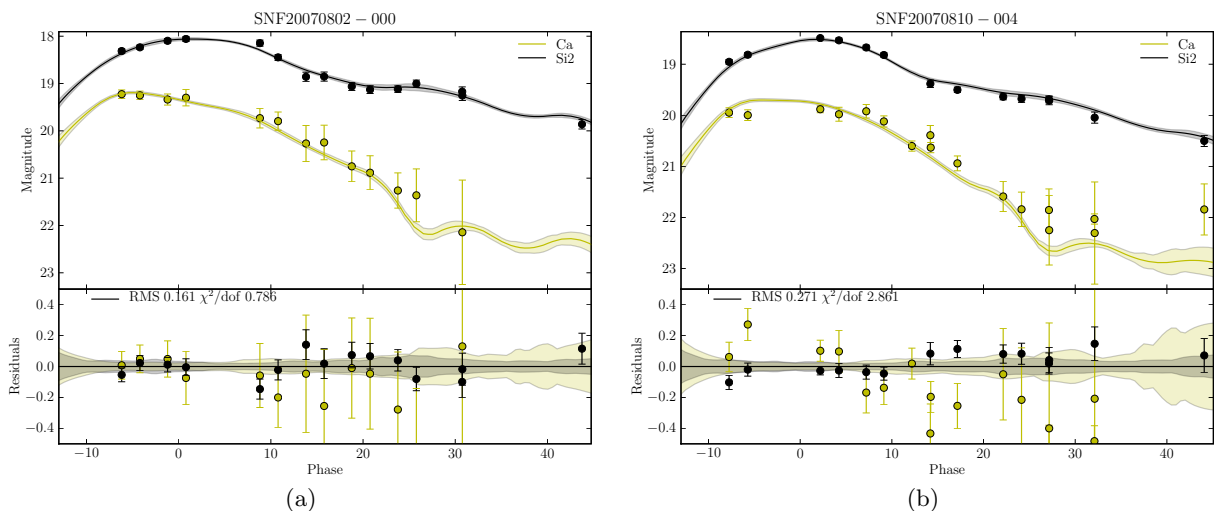 SNF20070802 − 000
Ca
Si2
Magnitude
18
19
20
21
22
23
RMS 0.161 χ²/dof 0.786
Residuals
0.4
0.2
0.0
−0.2
−0.4
−10 0 10 20 30 40
Phase
(a)
SNF20070810 − 004
Ca
Si2
Magnitude
19
20
21
22
23
RMS 0.271 χ²/dof 2.861
Residuals
0.4
0.2
0.0
−0.2
−0.4
−10 0 10 20 30 40
Phase
(b)